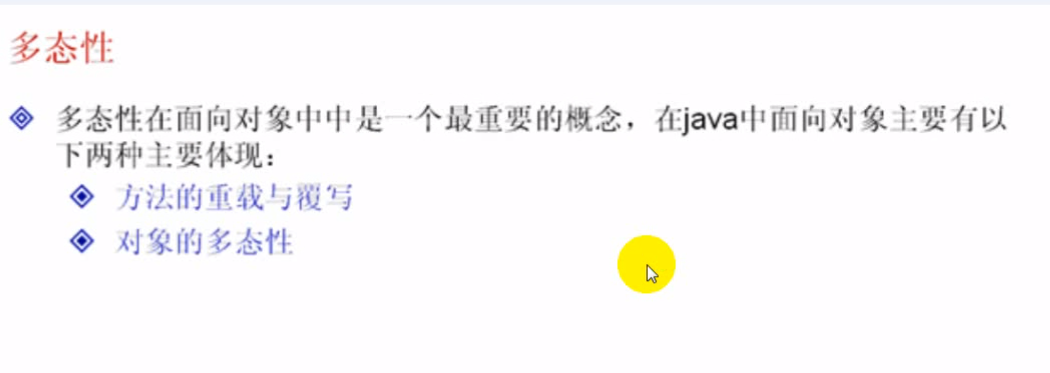 多态性
多态性在面向对象中中是一个最重要的概念，在java中面向对象主要有以
下两种主要体现：
方法的重载与覆写
对象的多态性